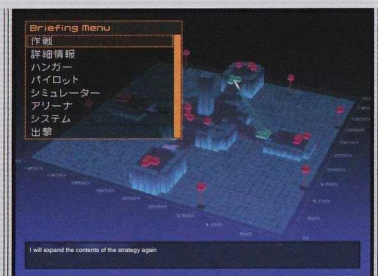 Briefing Menu
作戦
詳細情報
ハンガー
パイロット
シミュレーター
アリーナ
システム
出撃
I will expand the contents of the strategy again